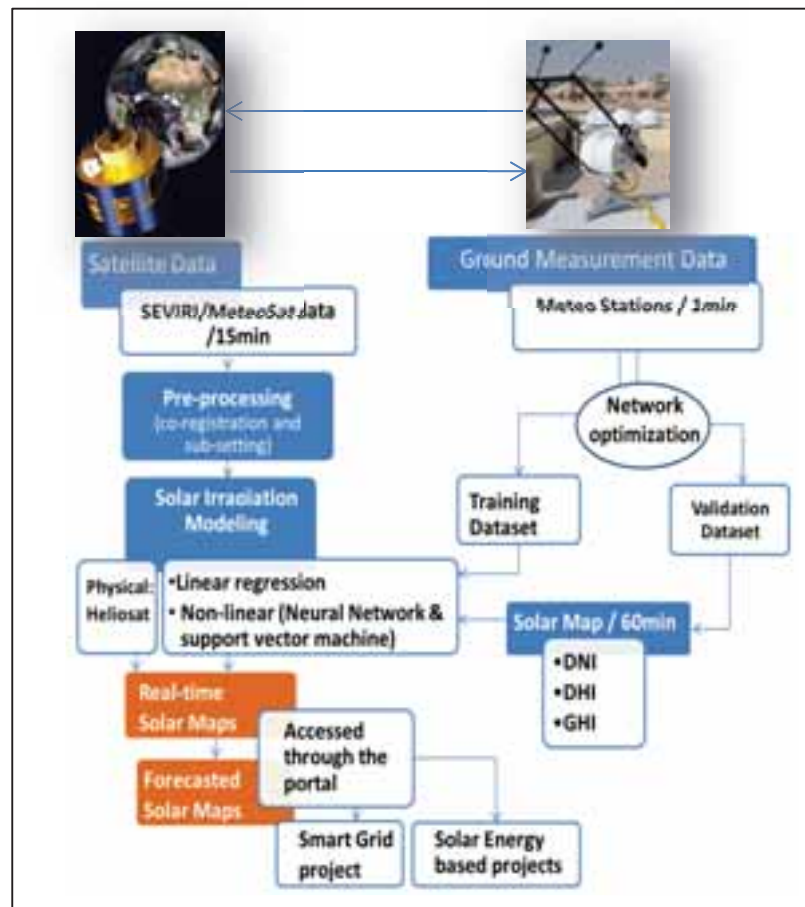 Satellite Data
SEVIRI/MeteoSat data
/15min
Pre-processing
(co-registration and
sub-setting)
Solar Irradiation
Modeling
Physical:
Heliosat
•Linear regression
• Non-linear (Neural Network &
support vector machine)
Real-time
Solar Maps
Forecasted
Solar Maps
Accessed
through the
portal
Smart Grid
project
Solar Energy
based projects
Ground Measurement Data
Meteo Stations / 1min
Network
optimization
Training
Dataset
Validation
Dataset
Solar Map / 60min
•DNI
•DHI
•GHI